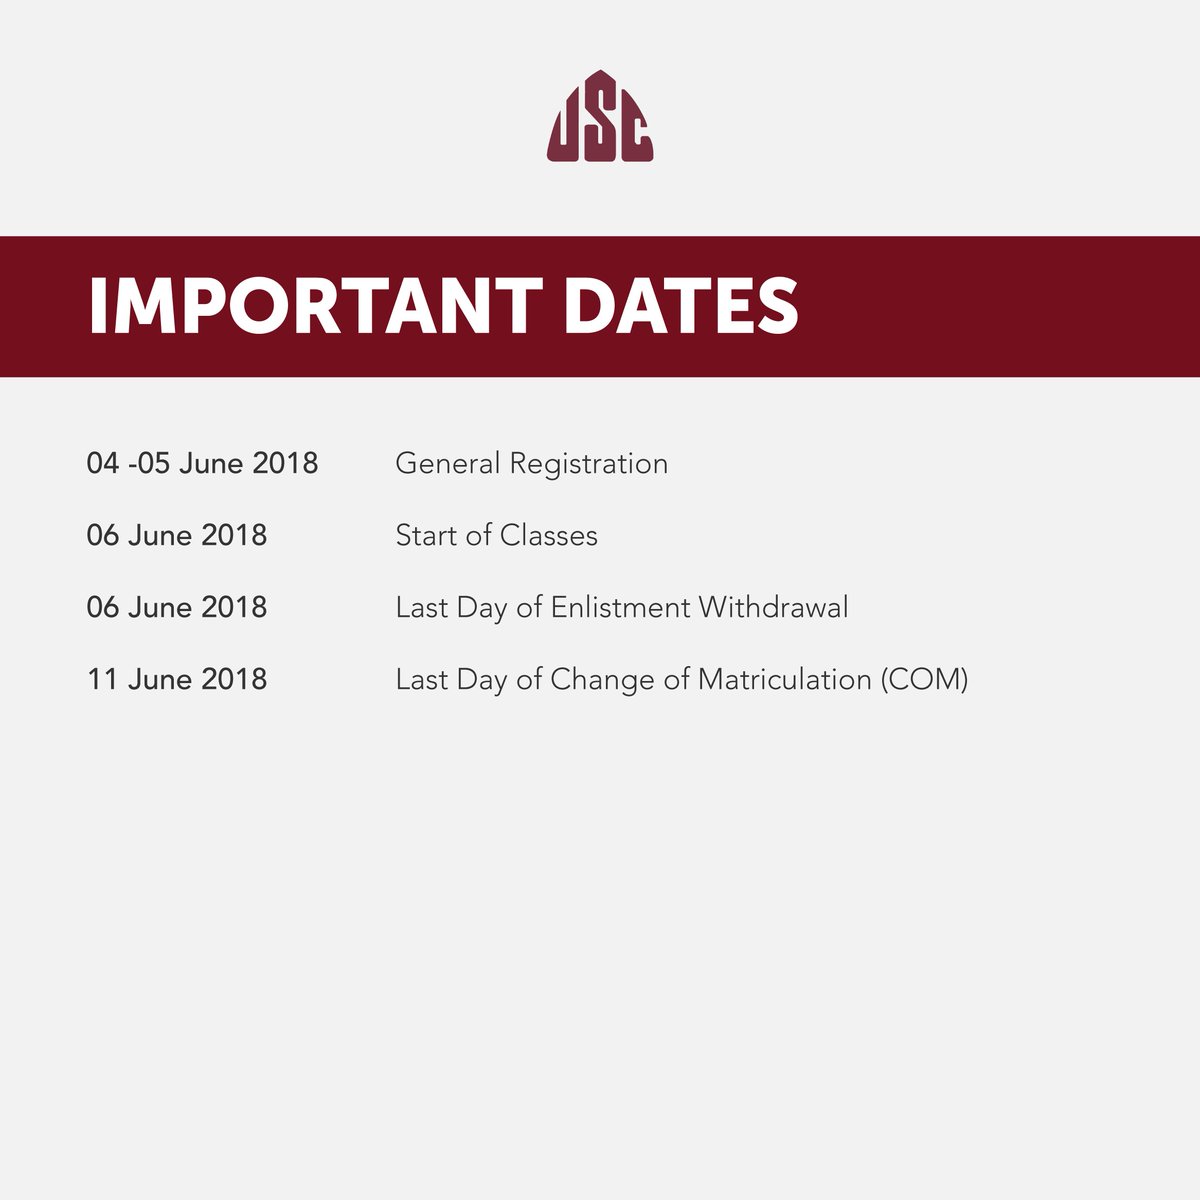 USC
IMPORTANT DATES
04 -05 June 2018 General Registration
06 June 2018 Start of Classes
06 June 2018 Last Day of Enlistment Withdrawal
11 June 2018 Last Day of Change of Matriculation (COM)